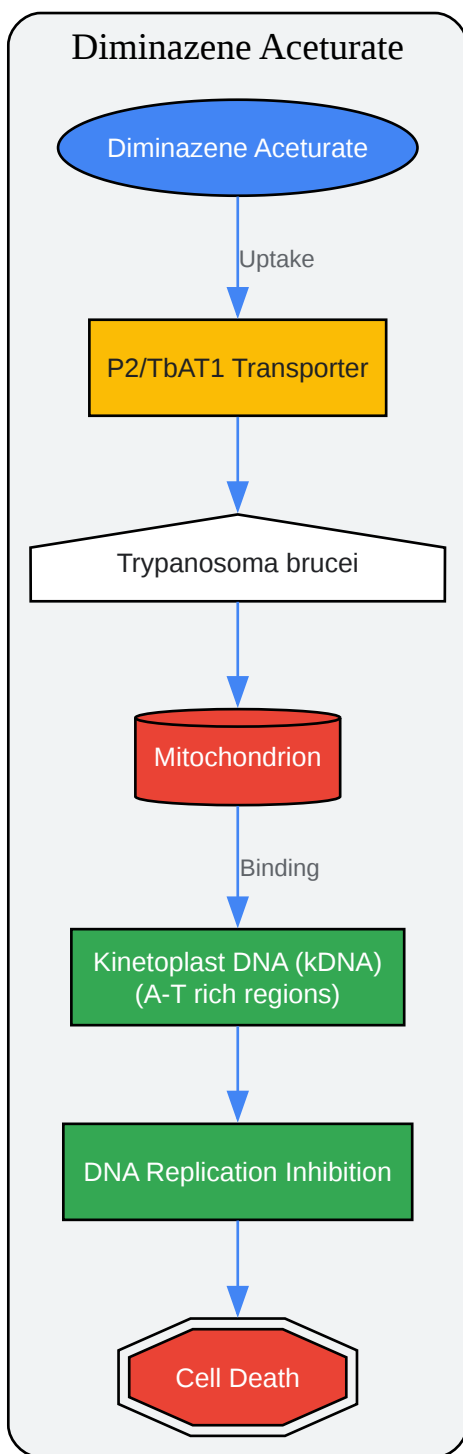 Diminazene Aceturate
Diminazene Aceturate
Uptake
P2/TbAT1 Transporter
Trypanosoma brucei
Mitochondrion
Binding
Kinetoplast DNA (kDNA)
(A-T rich regions)
DNA Replication Inhibition
Cell Death